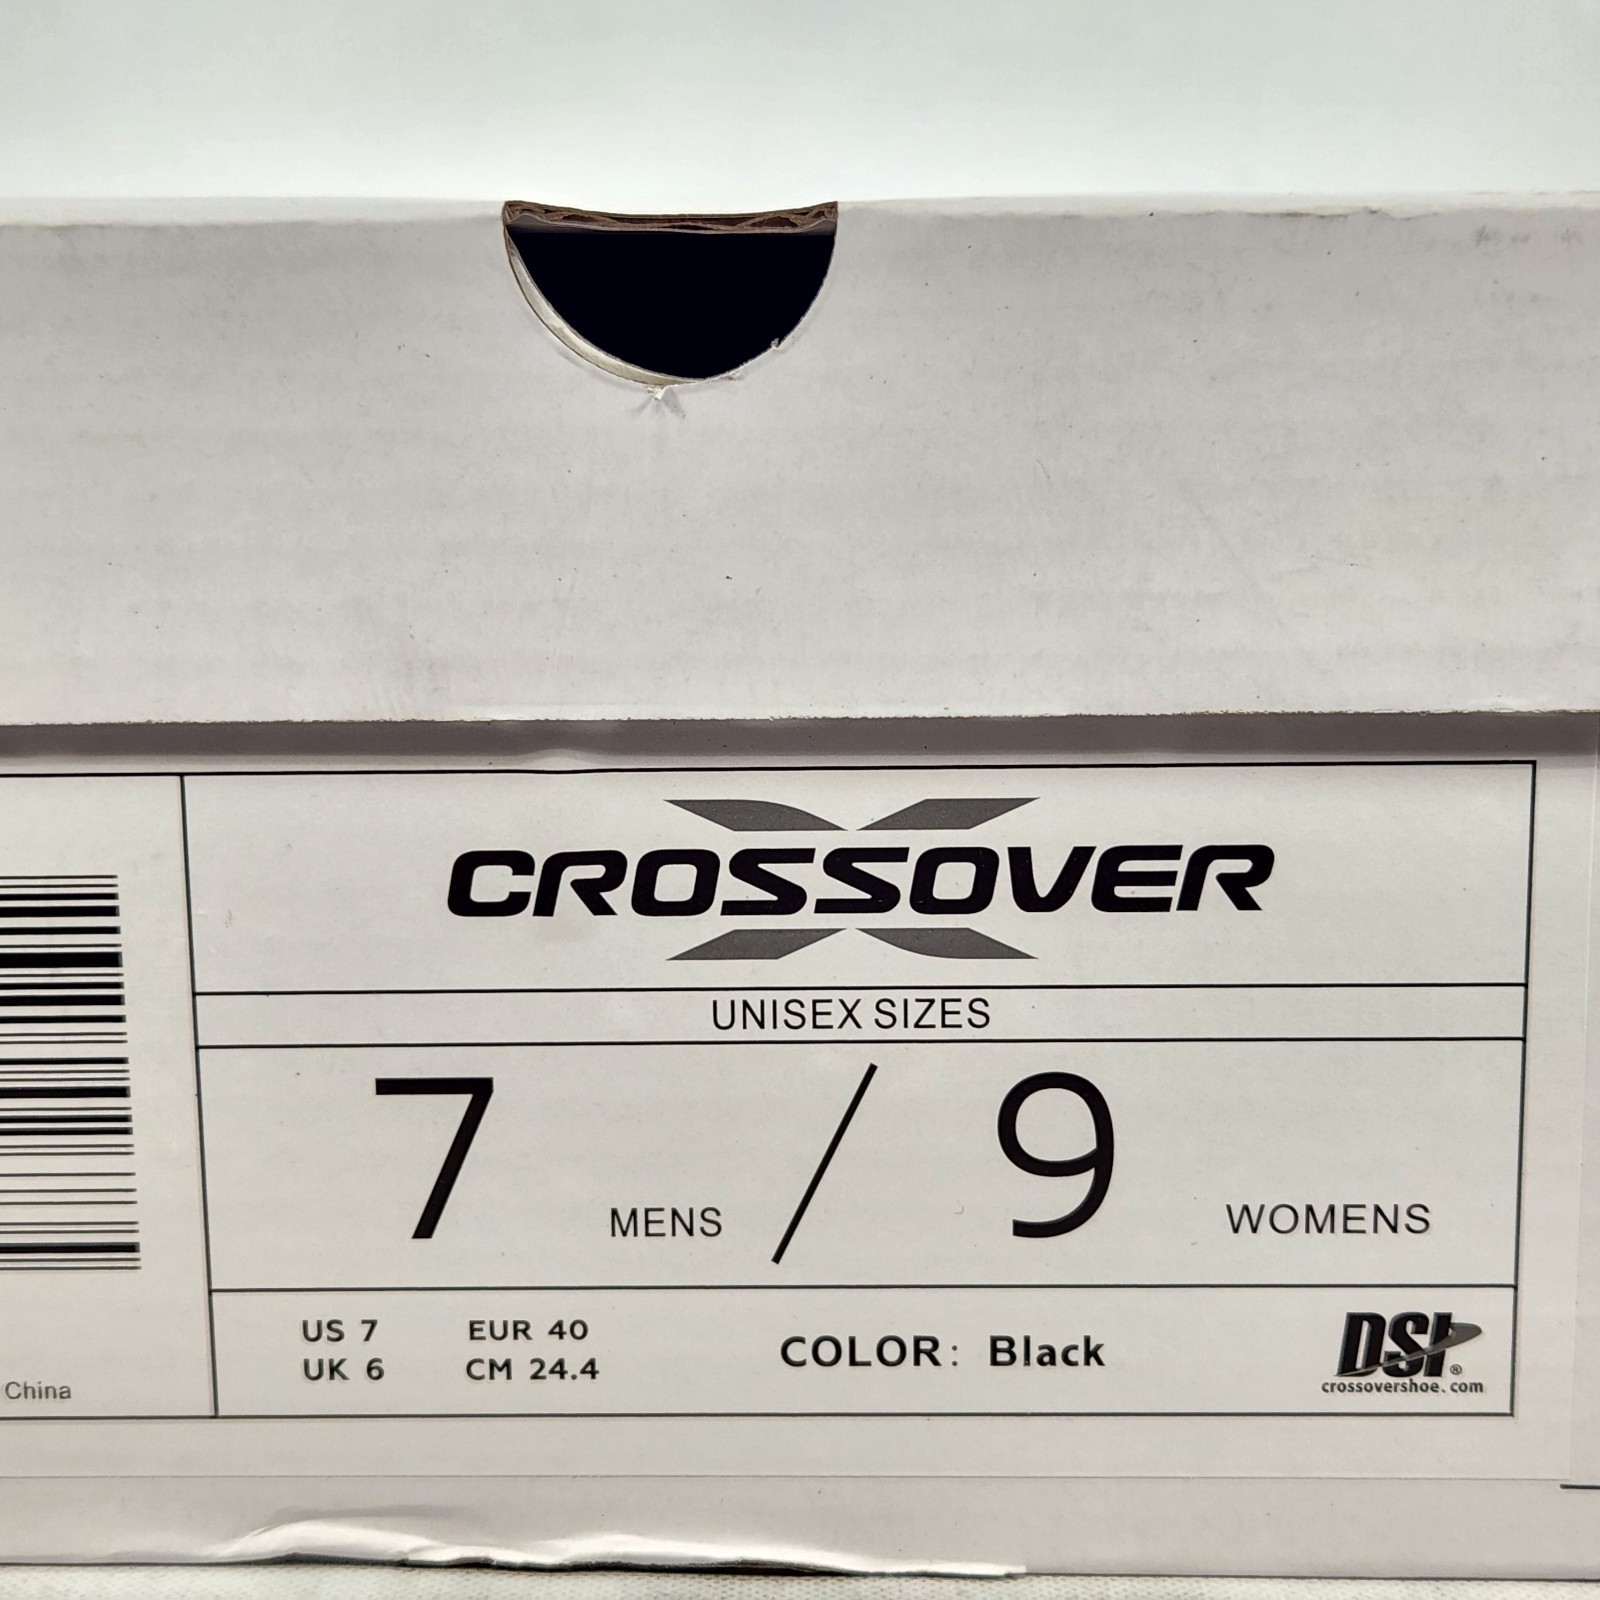 CROSSOVER
UNISEX SIZES
7 MENS / 9 WOMENS
US 7 EUR 40
UK 6 CM 24.4
COLOR: Black
DSI®
crossovershoe.com
China